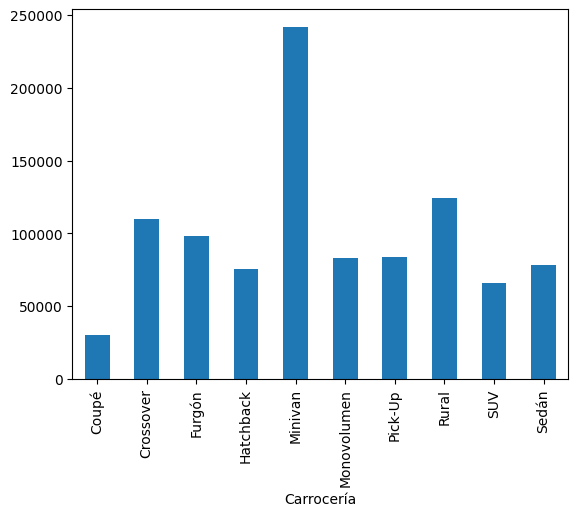 250000
200000
150000
100000
50000
0
Coupé
Crossover
Furgón
Hatchback
Minivan
Monovolumen
Pick-Up
Rural
SUV
Sedán
Carrocería